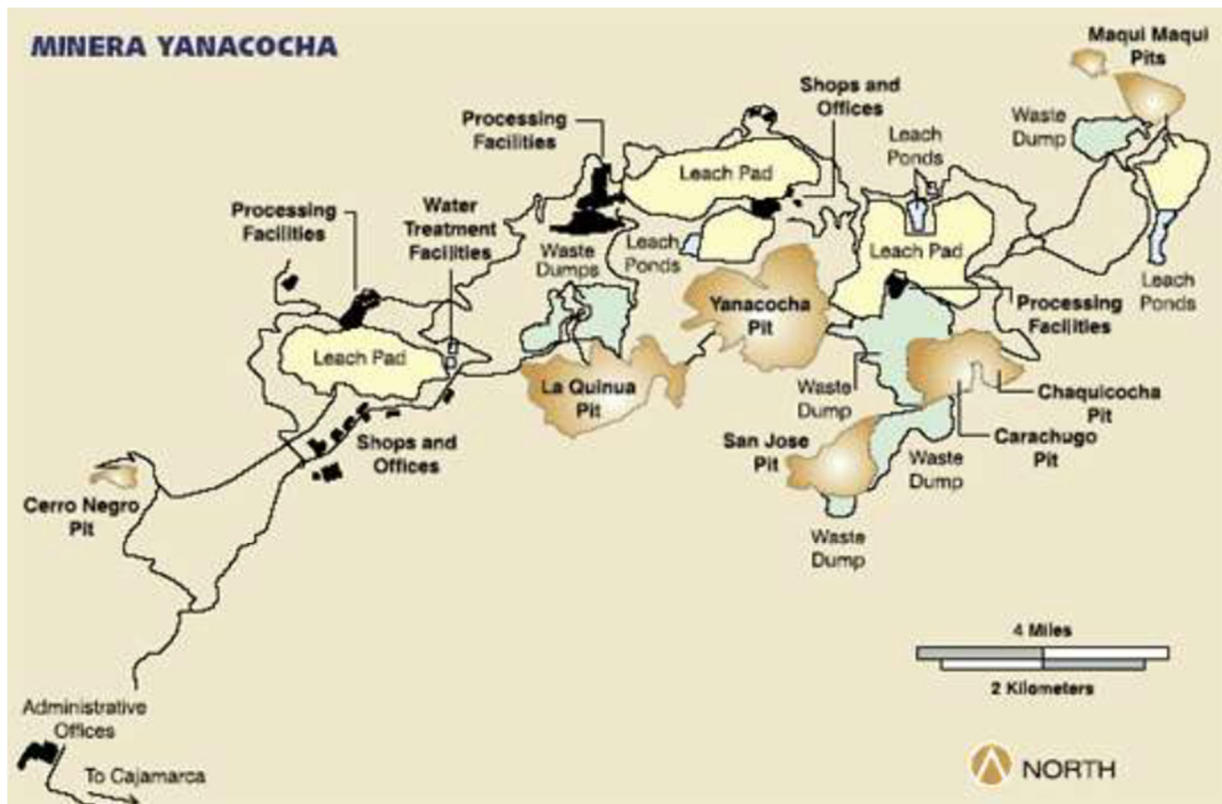 MINERA YANACOCHA
Maqui Maqui
Pits
Shops and
Offices
Processing
Facilities
Waste
Dump
Leach
Ponds
Leach Pad
Processing
Facilities
Water
Treatment
Facilities
Waste
Dumps
Leach
Ponds
Leach Pad
Leach
Ponds
Yanacocha
Pit
Processing
Facilities
Leach Pad
La Quinua
Pit
Waste
Dump
Chaquicocha
Pit
Shops and
Offices
San Jose
Pit
Carachugo
Pit
Waste
Dump
Cerro Negro
Pit
Waste
Dump
4 Miles
2 Kilometers
Administrative
Offices
To Cajamarca
NORTH